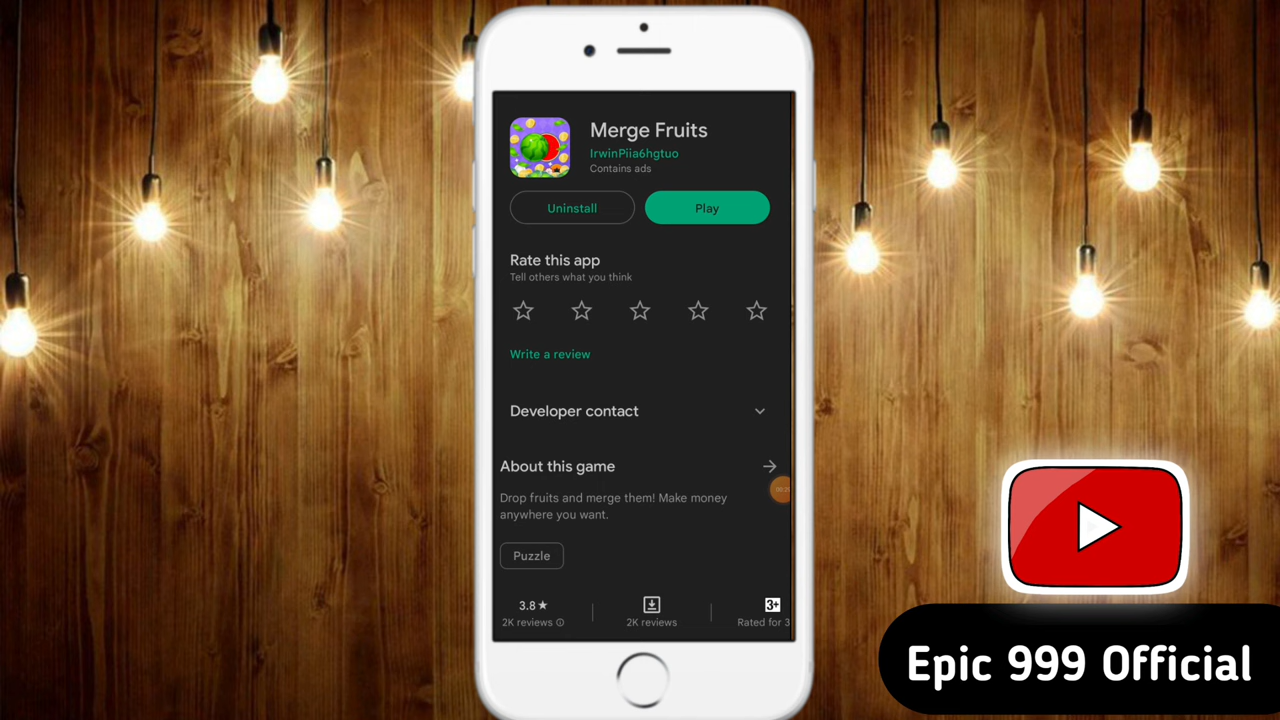 Merge Fruits
IrwinPiia6hgtuo
Contains ads
Uninstall
Play
Rate this app
Tell others what you think
Write a review
Developer contact
About this game
Drop fruits and merge them! Make money
anywhere you want.
Puzzle
3.8★
2K reviews
2K reviews
3+
Rated for 3
Epic 999 Official